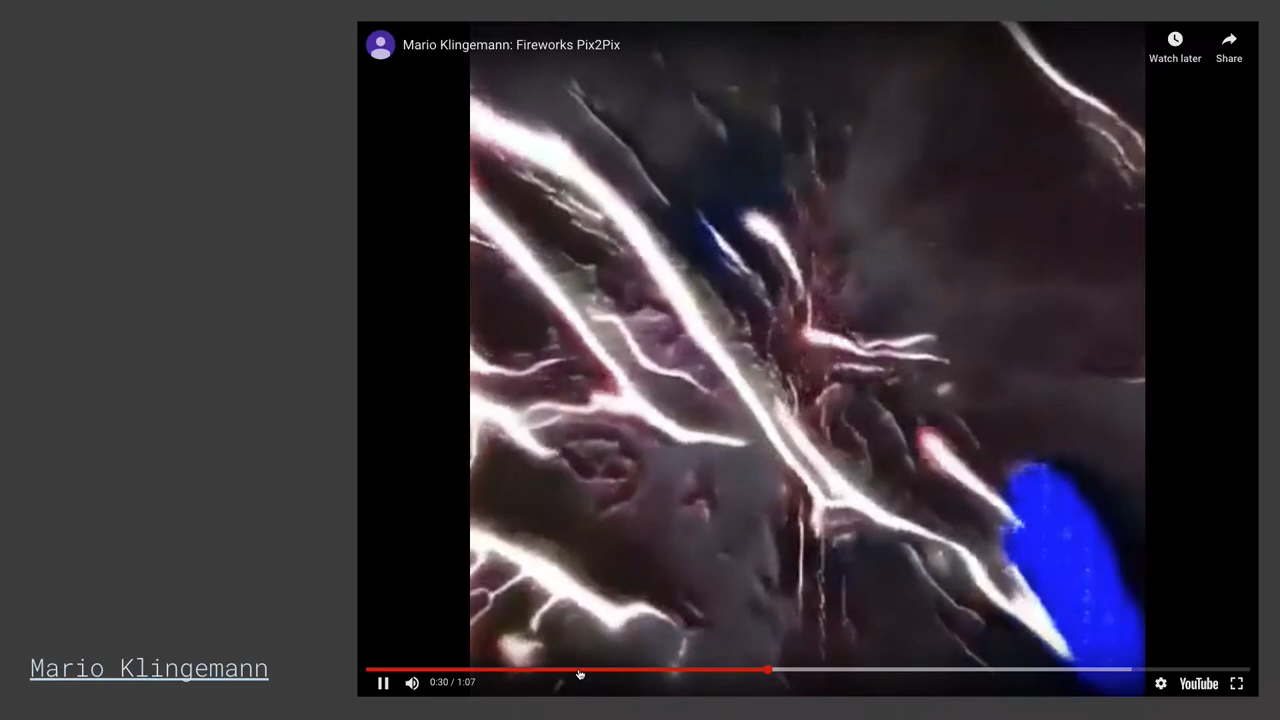 Mario Klingemann: Fireworks Pix2Pix
Watch later
Share
Mario Klingemann
0:30 / 1:07
YouTube